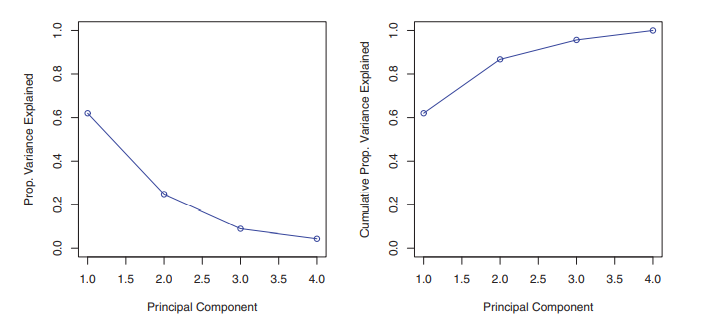 Prop. Variance Explained
0.0 0.2 0.4 0.6 0.8 1.0
1.0 1.5 2.0 2.5 3.0 3.5 4.0
Principal Component
Cumulative Prop. Variance Explained
0.0 0.2 0.4 0.6 0.8 1.0
1.0 1.5 2.0 2.5 3.0 3.5 4.0
Principal Component